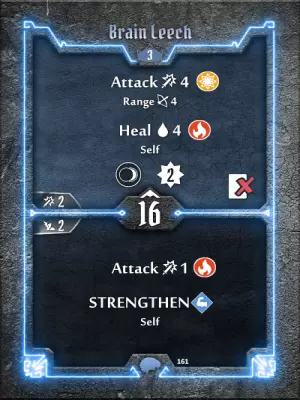 Brain Leech
3
Attack 4
Range 4
Heal 4
Self
2
2
16
2
Attack 1
STRENGTHEN
Self
161